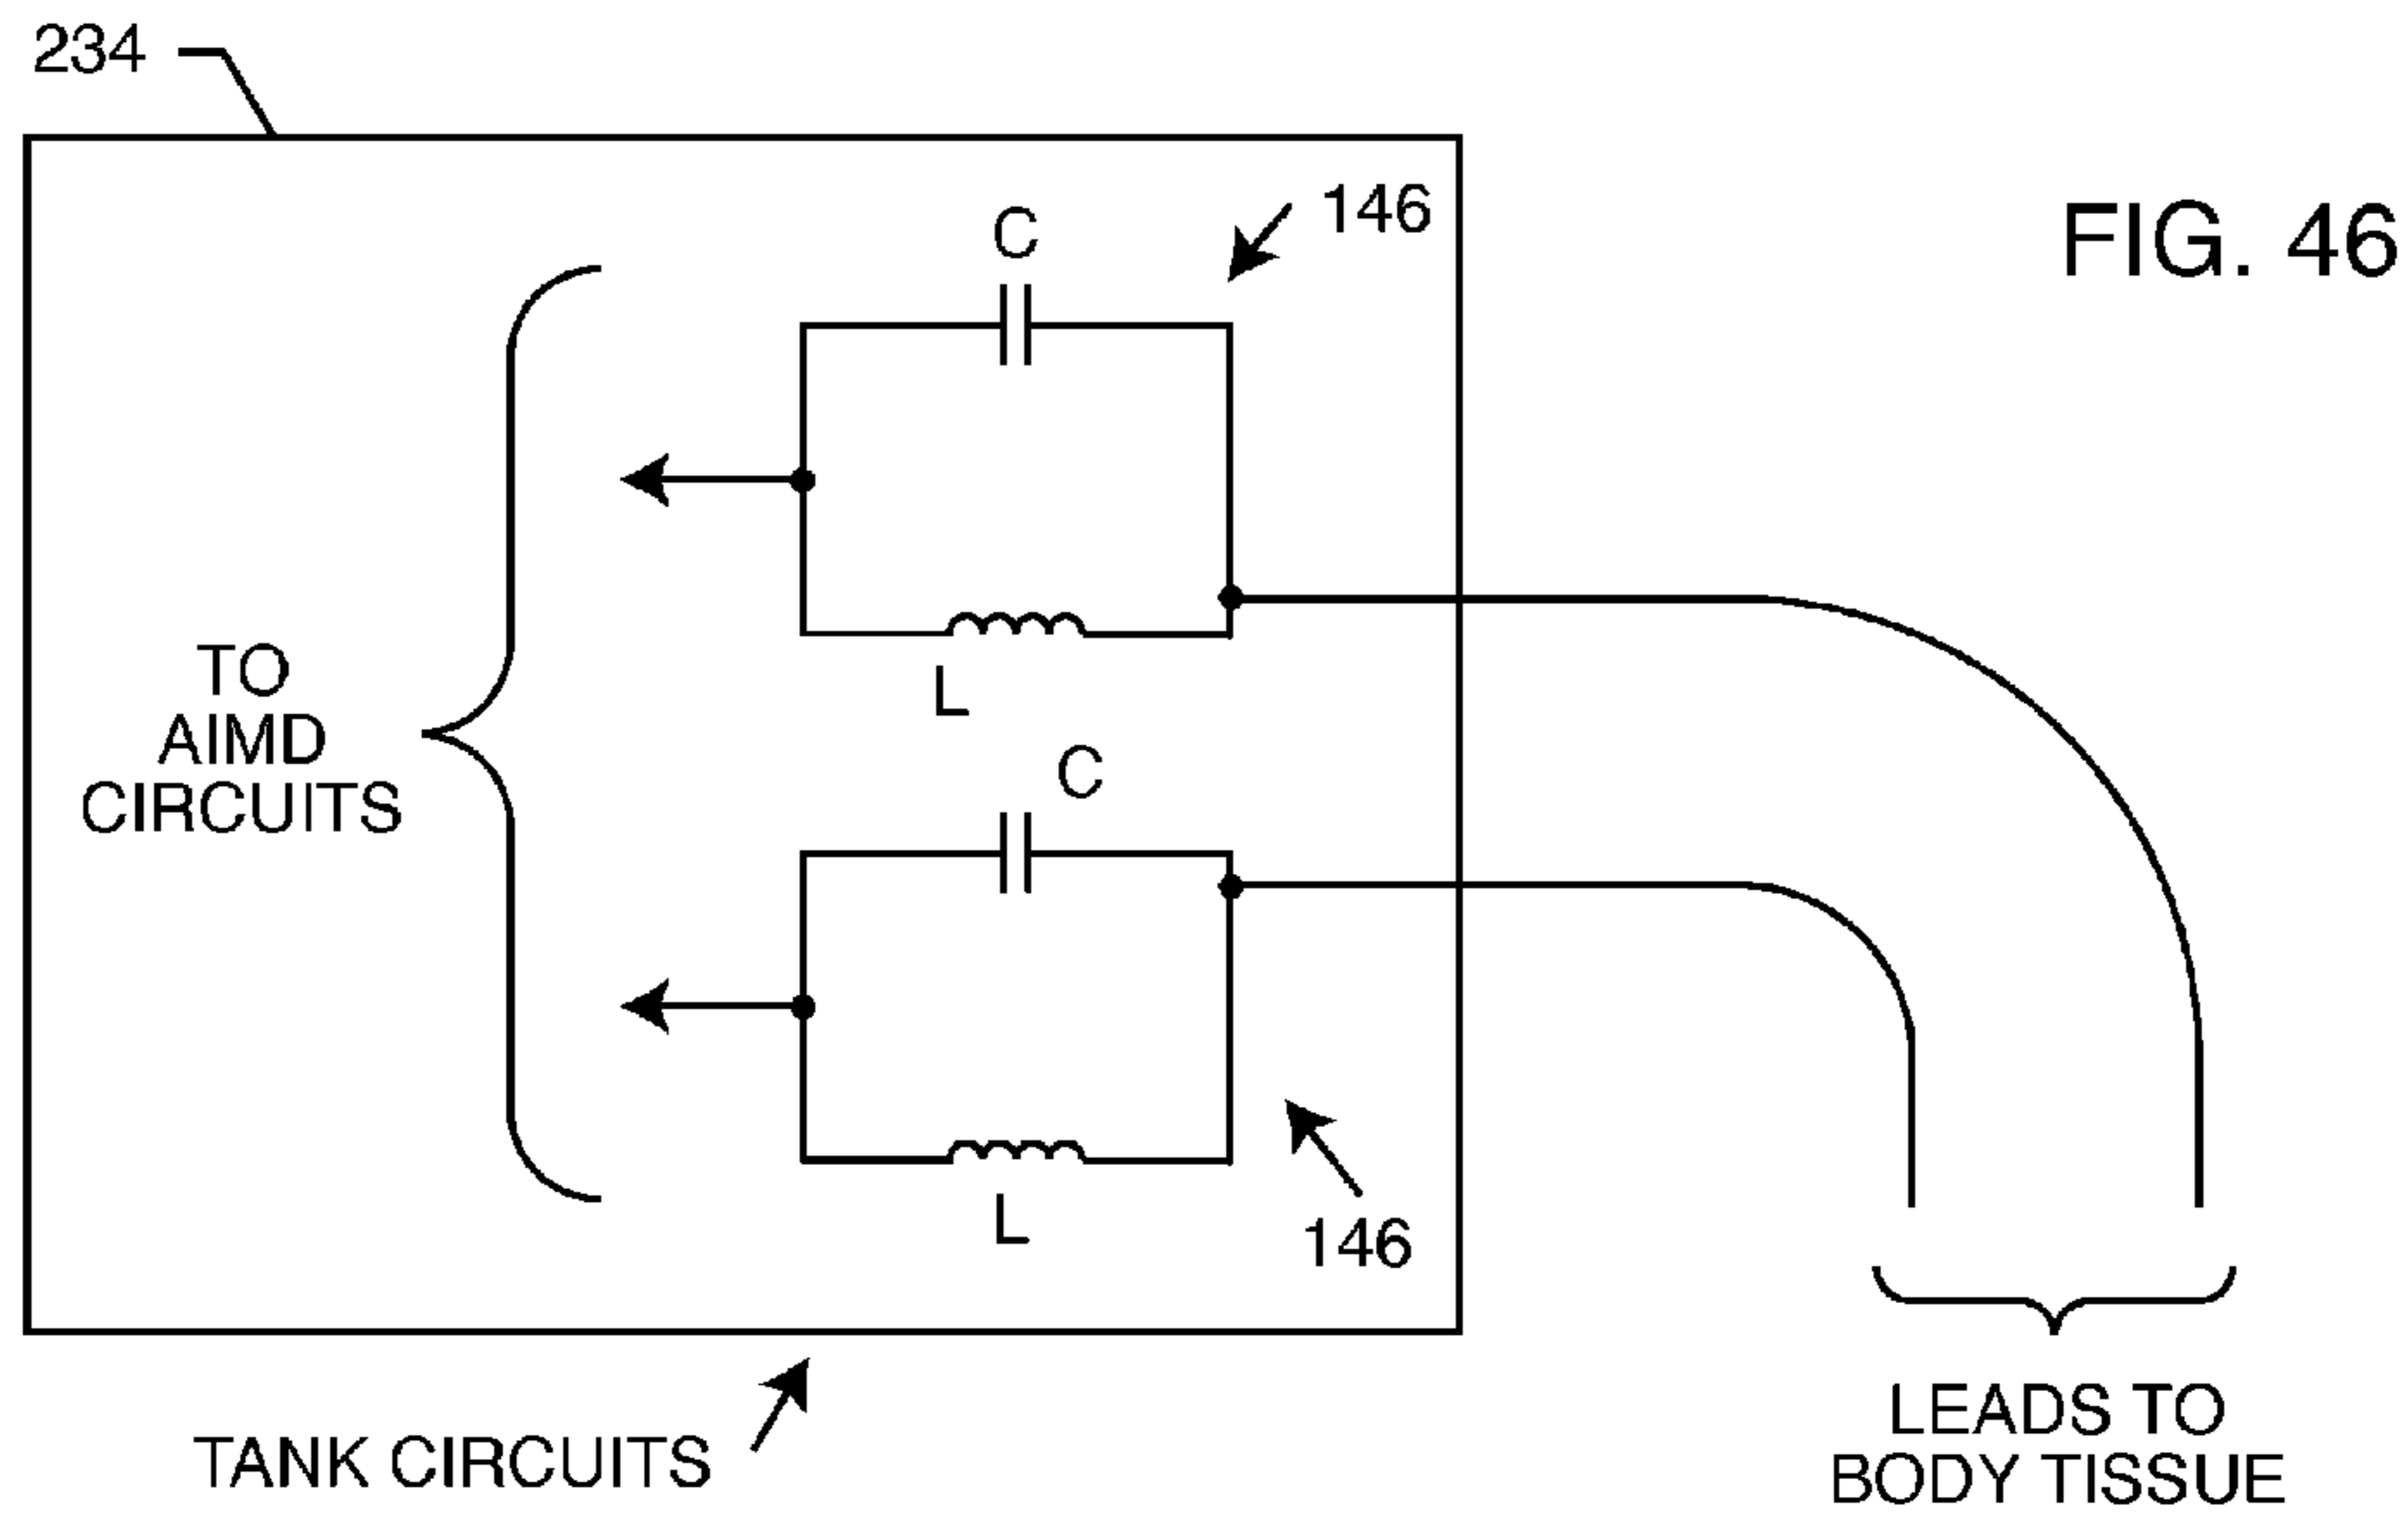 234
FIG. 46
C
146
TO
AIMD
CIRCUITS
L
C
L
146
TANK CIRCUITS
LEADS TO
BODY TISSUE